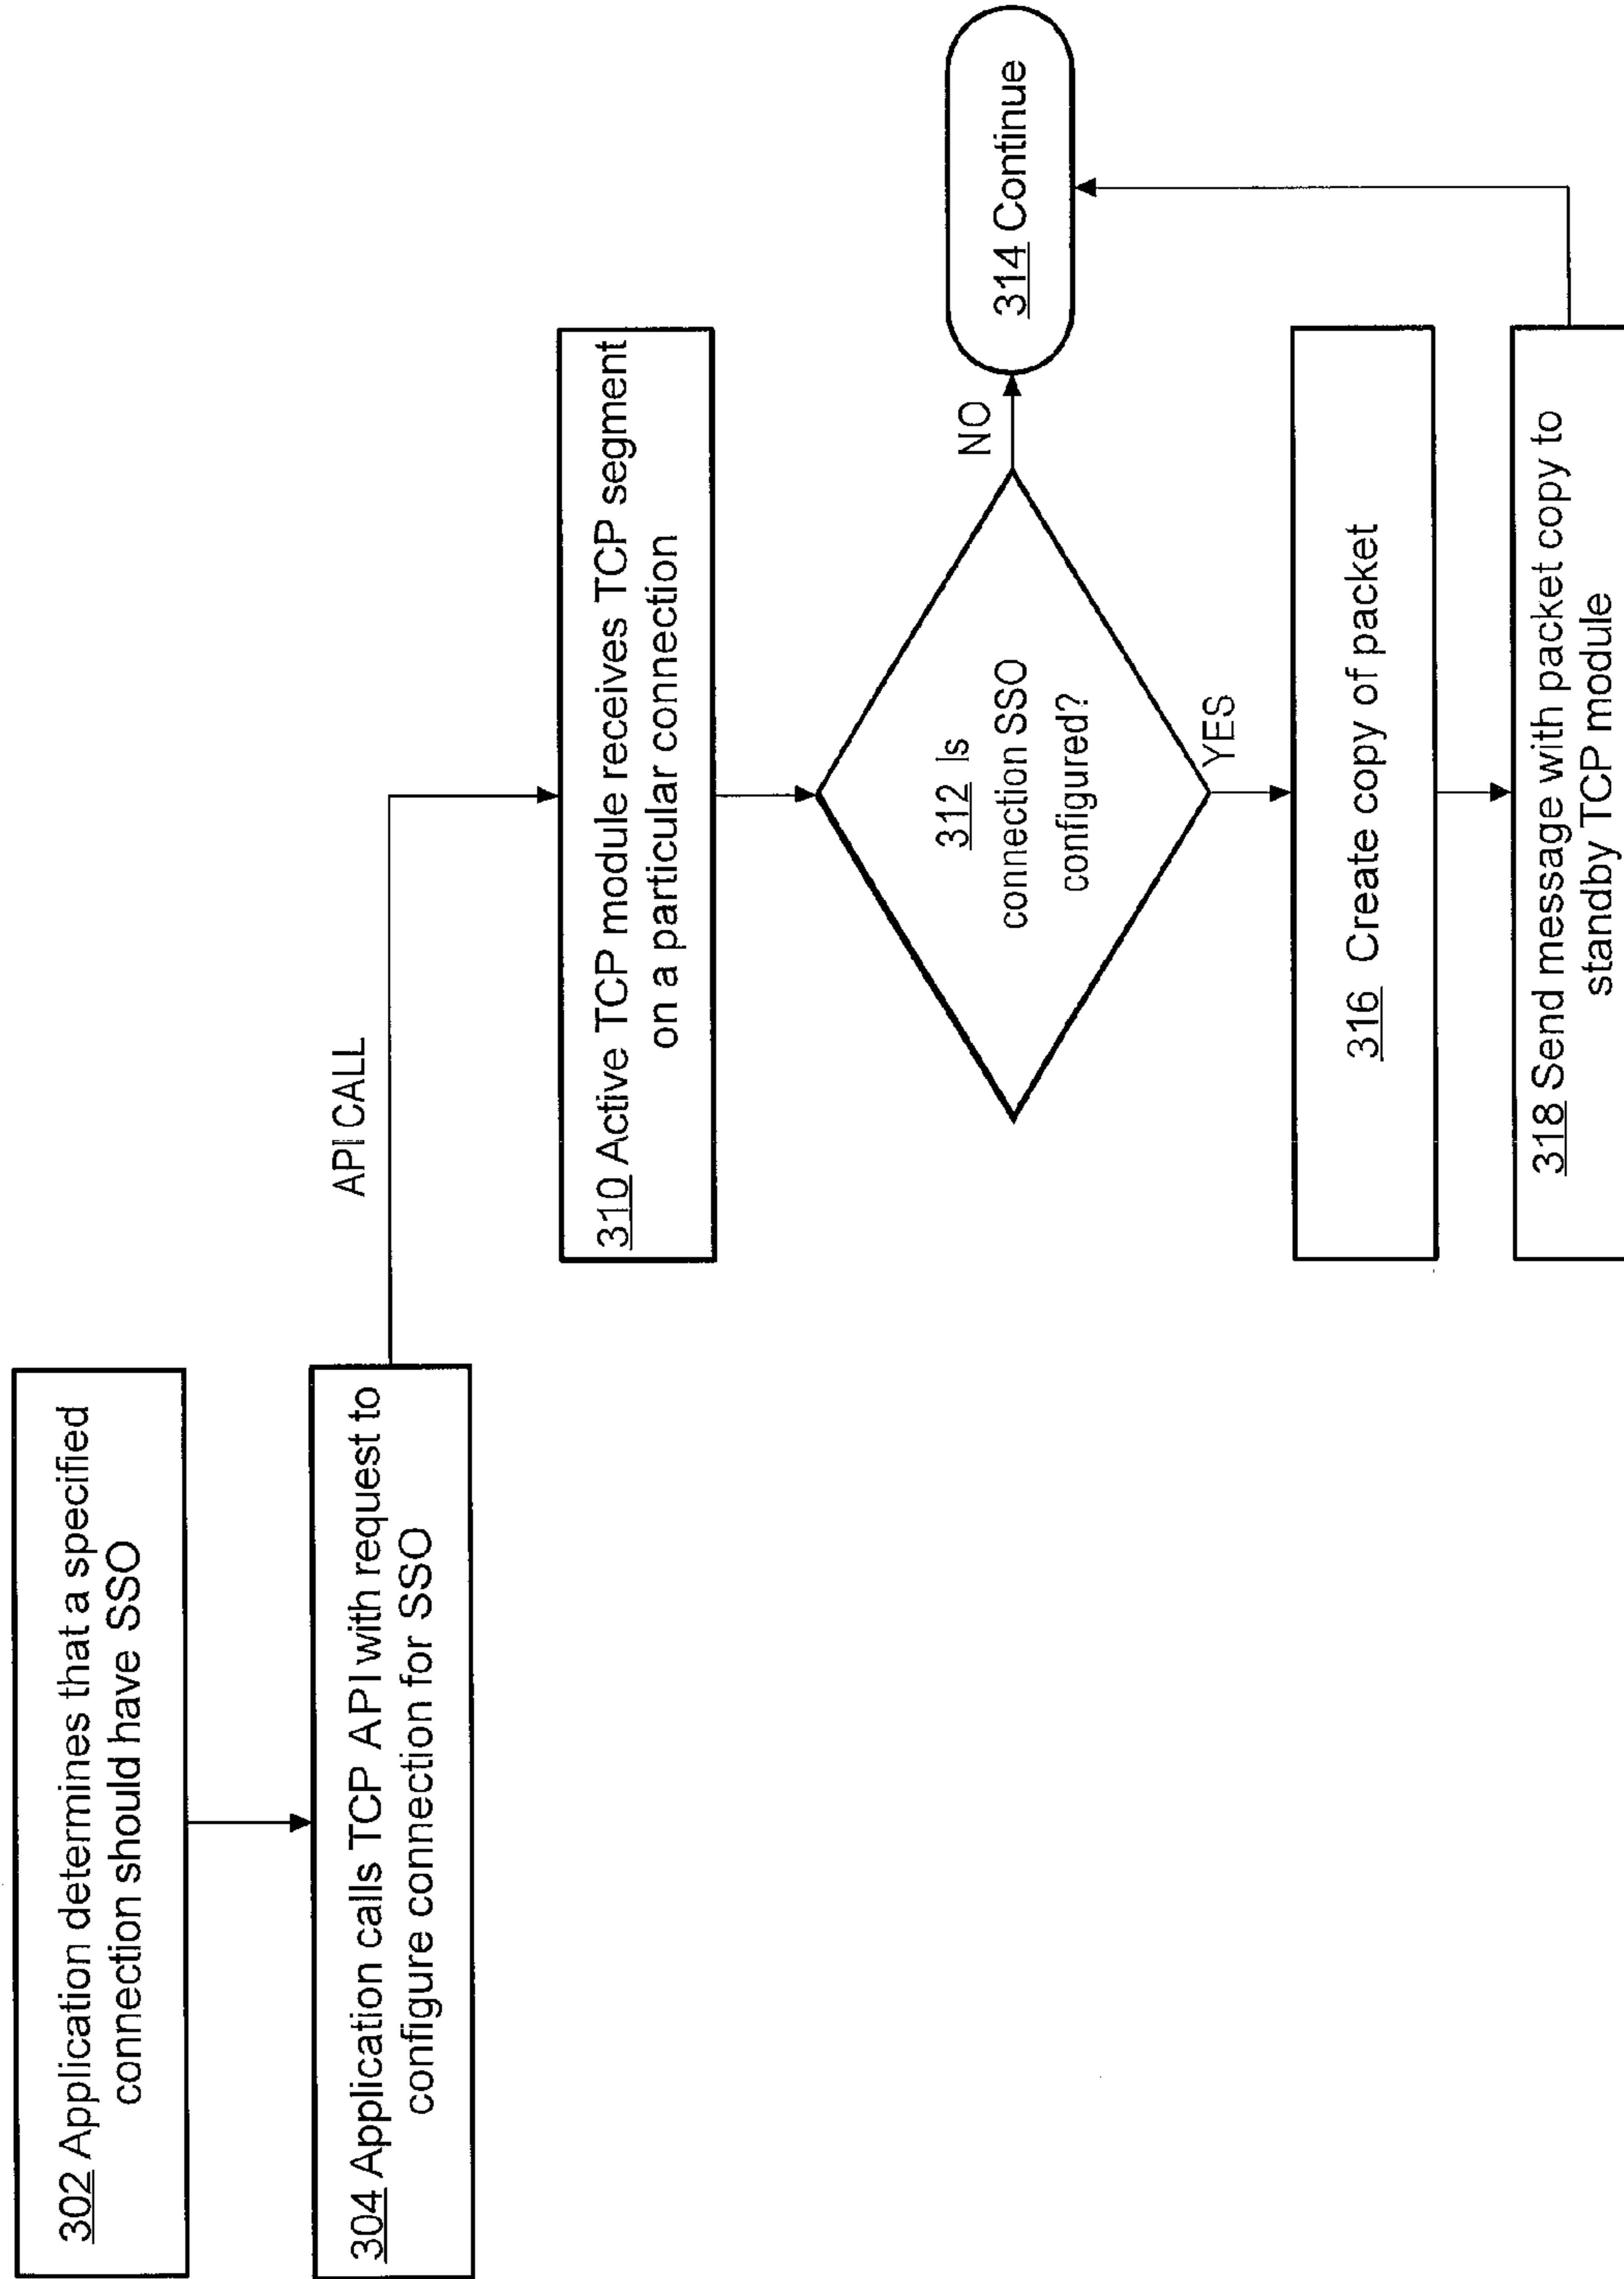 302 Application determines that a specified
connection should have SSO
304 Application calls TCP API with request to
configure connection for SSO
API CALL
310 Active TCP module receives TCP segment
on a particular connection
312 Is
connection SSO
configured?
NO
314 Continue
YES
316 Create copy of packet
318 Send message with packet copy to
standby TCP module